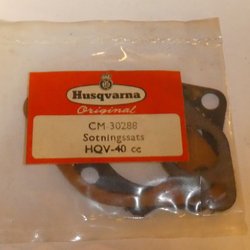 Husqvarna
Original
CM-30288
Sotningssats
HQV-40 cc